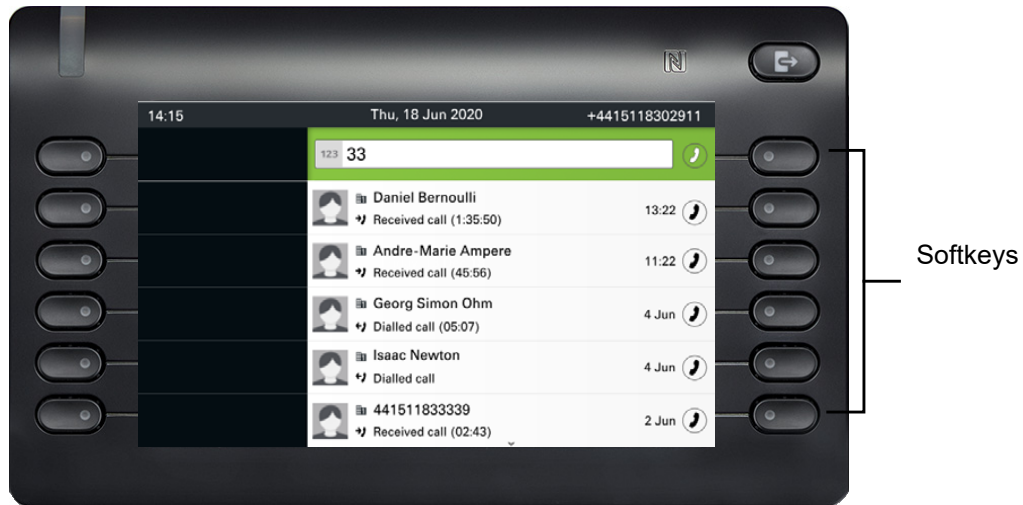 14:15 Thu, 18 Jun 2020 +4415118302911
123 33
Daniel Bernoulli
Received call (1:35:50) 13:22
Andre-Marie Ampere
Received call (45:56) 11:22
Softkeys
Georg Simon Ohm
Dialled call (05:07) 4 Jun
Isaac Newton
Dialled call 4 Jun
441511833339
Received call (02:43) 2 Jun